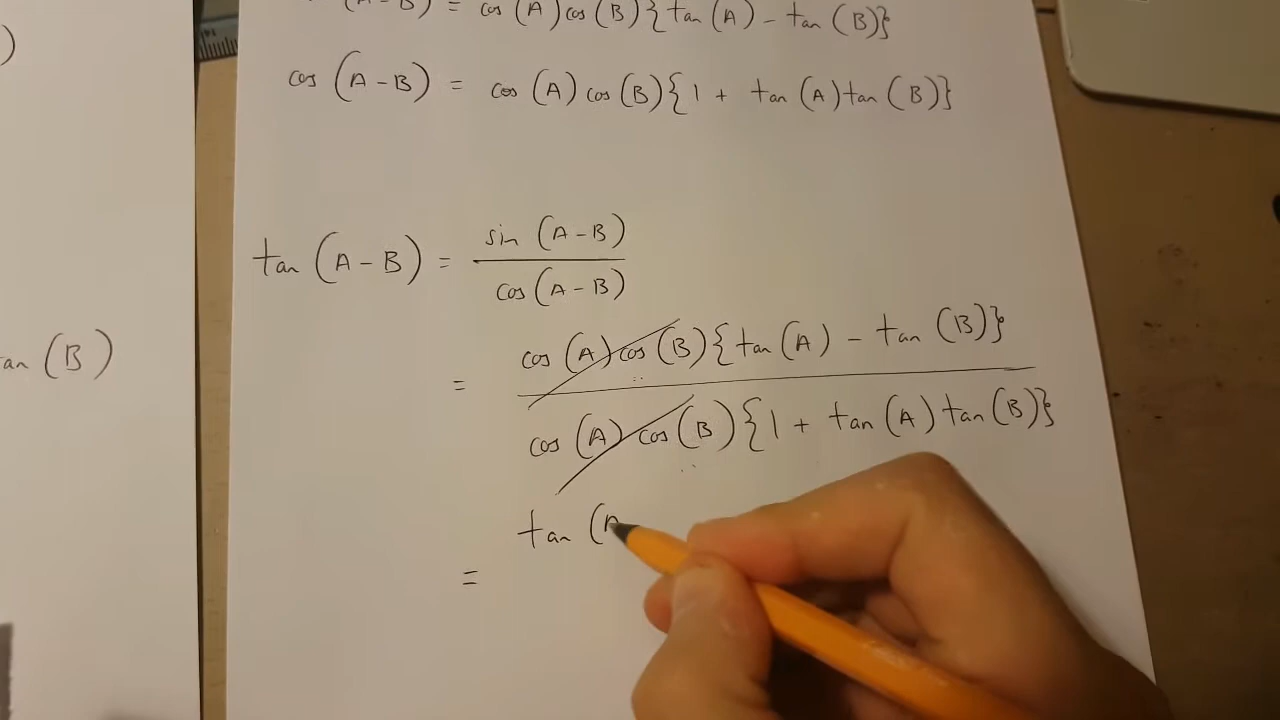 (A-B) = cos(A)cos(B){tan(A) - tan(B)}
cos(A-B) = cos(A)cos(B){1 + tan(A)tan(B)}
tan(A-B) = sin(A-B)
cos(A-B)
= cos(A)cos(B){tan(A) - tan(B)}
cos(A)cos(B){1 + tan(A)tan(B)}
tan(A
=
)
an(B)